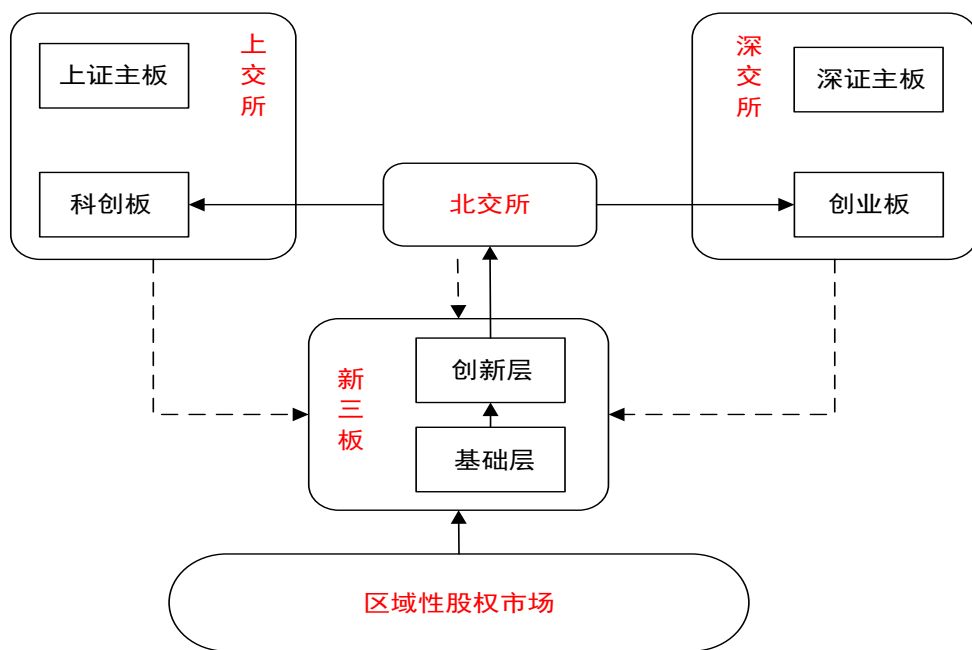 上交所
上证主板
科创板
深交所
深证主板
创业板
北交所
新三板
创新层
基础层
区域性股权市场